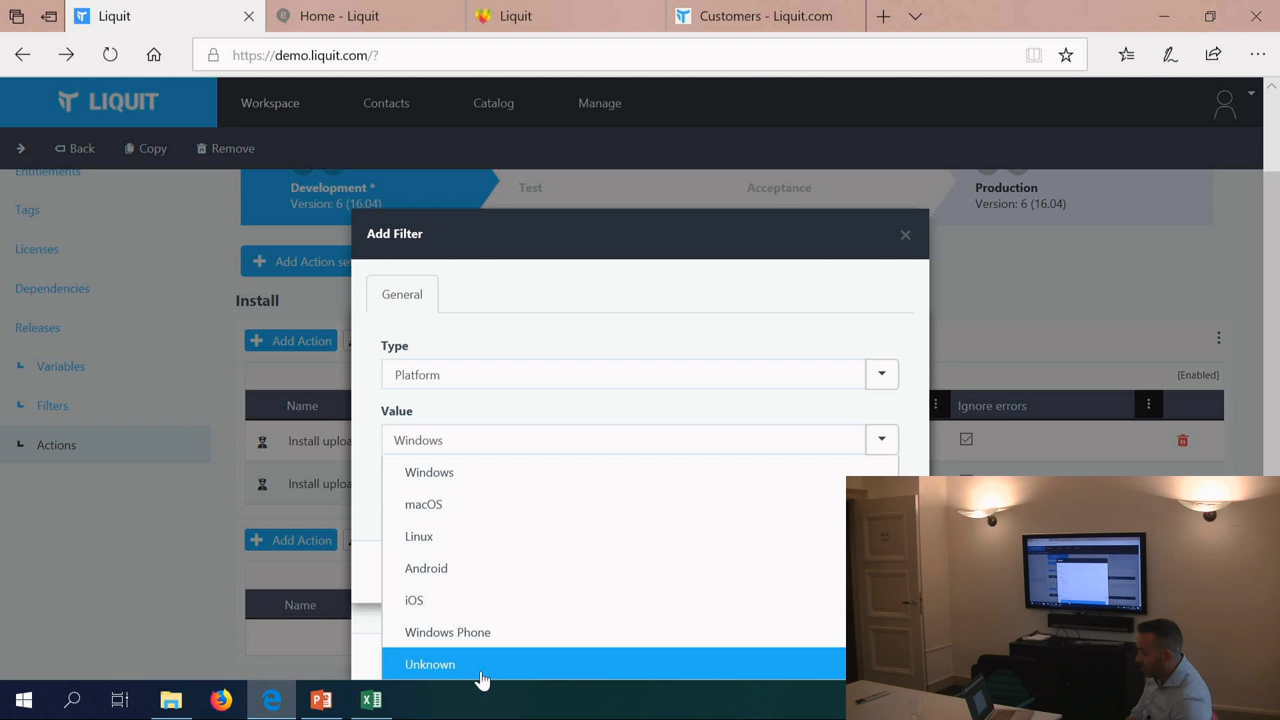 Liquit
Home - Liquit
Liquit
Customers - Liquit.com
https://demo.liquit.com/?
LIQUIT
Workspace
Contacts
Catalog
Manage
Back
Copy
Remove
Entitlements
Tags
Licenses
Dependencies
Releases
Variables
Filters
Actions
Development *
Version: 6 (16.04)
Test
Acceptance
Production
Version: 6 (16.04)
Add Action se
Install
Add Action
[Enabled]
Name
Ignore errors
Install uploa
Install uploa
Add Action
Name
Add Filter
General
Type
Platform
Value
Windows
Windows
macOS
Linux
Android
iOS
Windows Phone
Unknown